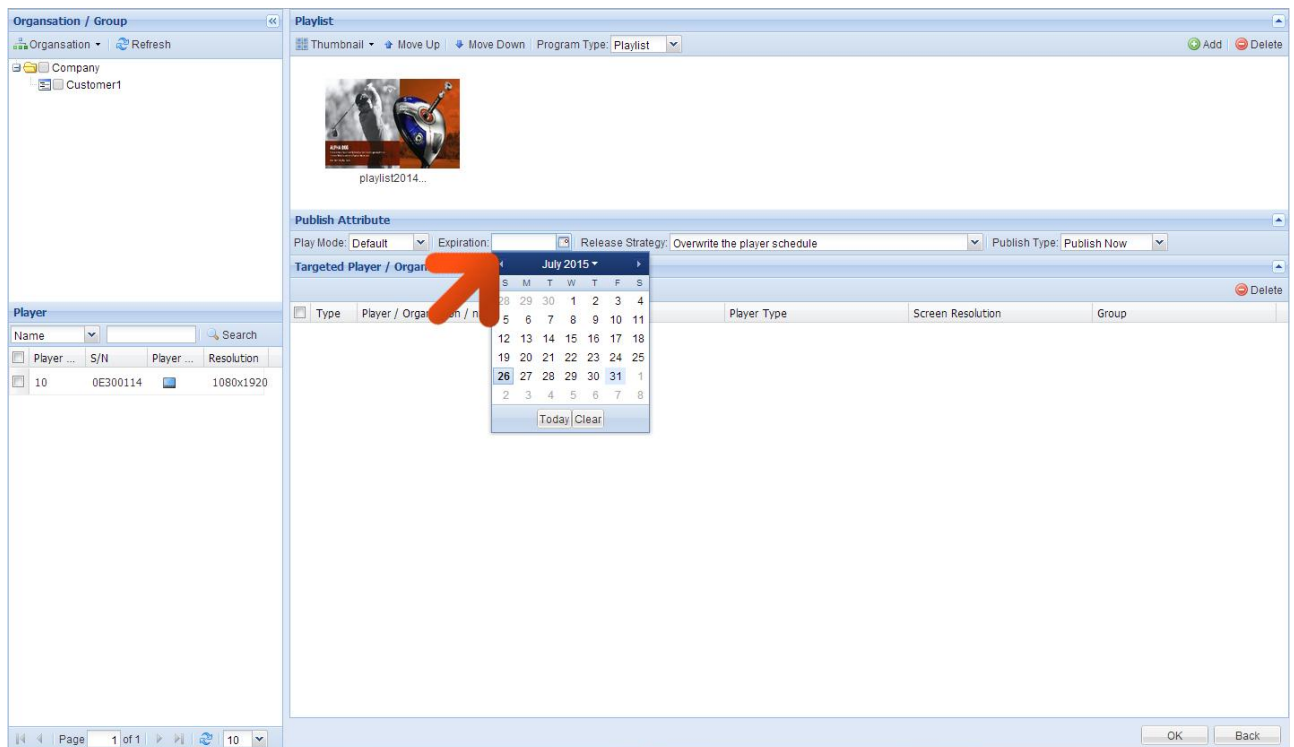 Organsation / Group
Organsation Refresh
Company
Customer1
Player
Name Search
Player ... S/N Player ... Resolution
10 0E300114 1080x1920
Page 1 of 1 10
Playlist
Thumbnail Move Up Move Down Program Type: Playlist Add Delete
ALPHA DOG
playlist2014...
Publish Attribute
Play Mode: Default Expiration: Release Strategy: Overwrite the player schedule Publish Type: Publish Now
Targeted Player / Organ
Delete
Type Player / Organ on / n Player Type Screen Resolution Group
July 2015
S M T W T F S
28 29 30 1 2 3 4
5 6 7 8 9 10 11
12 13 14 15 16 17 18
19 20 21 22 23 24 25
26 27 28 29 30 31 1
2 3 4 5 6 7 8
Today Clear
OK Back